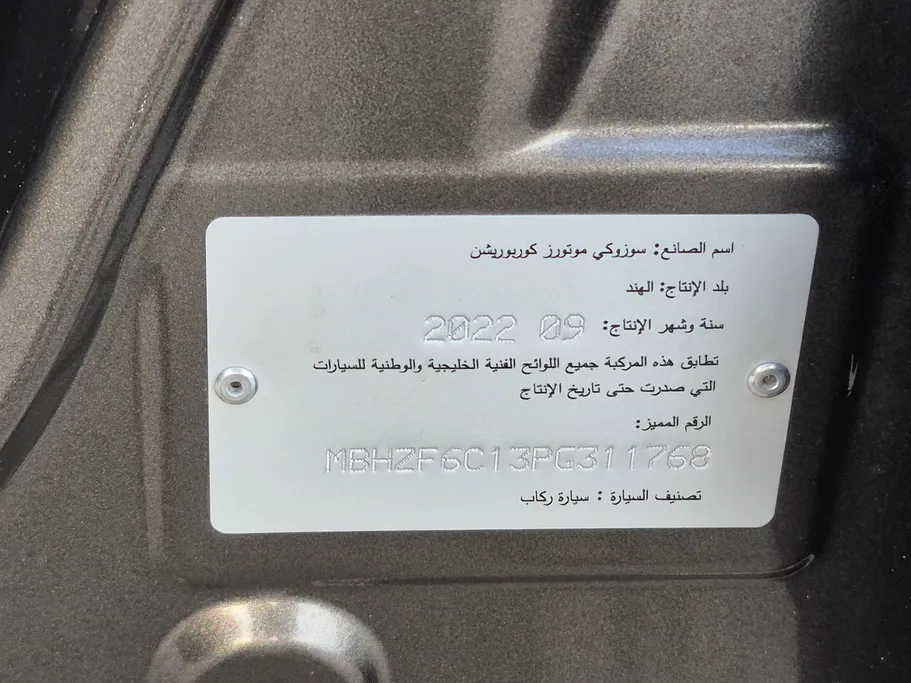 اسم الصانع: سوزوكي موتورز كوربوريشن
بلد الإنتاج: الهند
سنة وشهر الإنتاج: 2022 09
تطابق هذه المركبة جميع اللوائح الفنية الخليجية والوطنية للسيارات
التي صدرت حتى تاريخ الإنتاج
الرقم المميز:
MBHZF6C13PG311768
تصنيف السيارة : سيارة ركاب